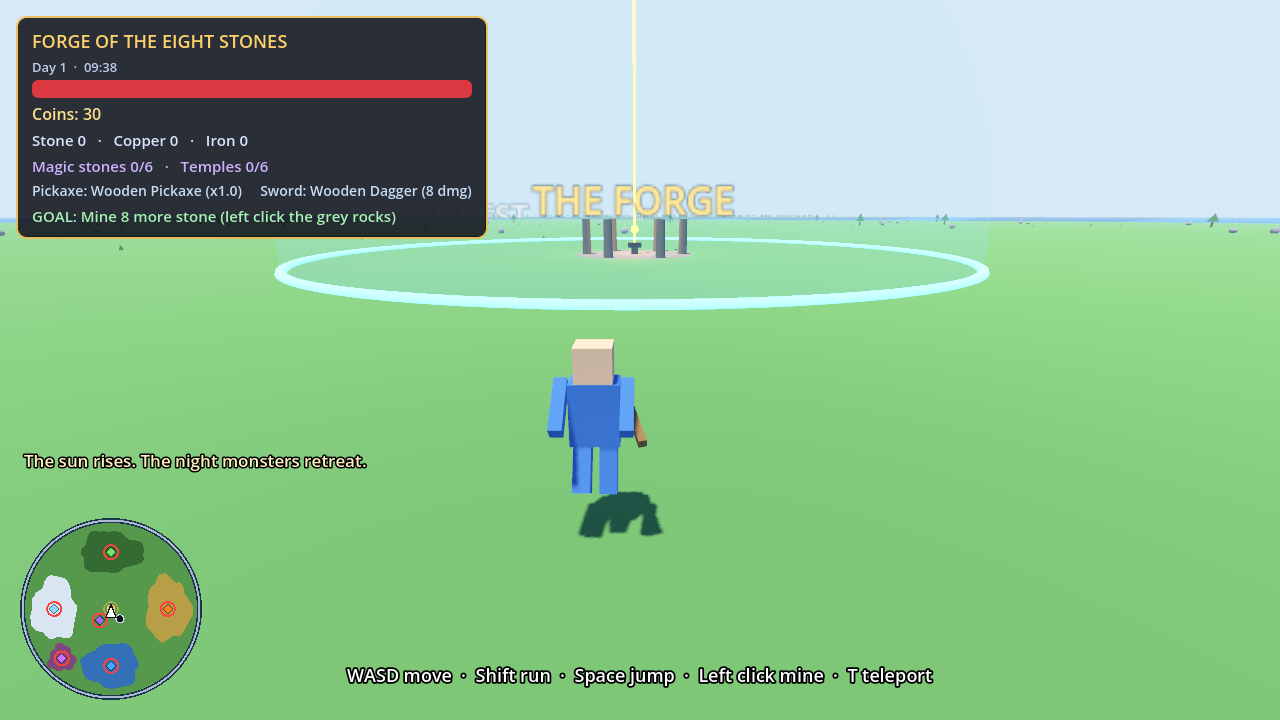 FORGE OF THE EIGHT STONES
Day 1 · 09:38
Coins: 30
Stone 0 · Copper 0 · Iron 0
Magic stones 0/6 · Temples 0/6
Pickaxe: Wooden Pickaxe (x1.0) Sword: Wooden Dagger (8 dmg)
GOAL: Mine 8 more stone (left click the grey rocks)
THE FORGE
The sun rises. The night monsters retreat.
WASD move · Shift run · Space jump · Left click mine · T teleport